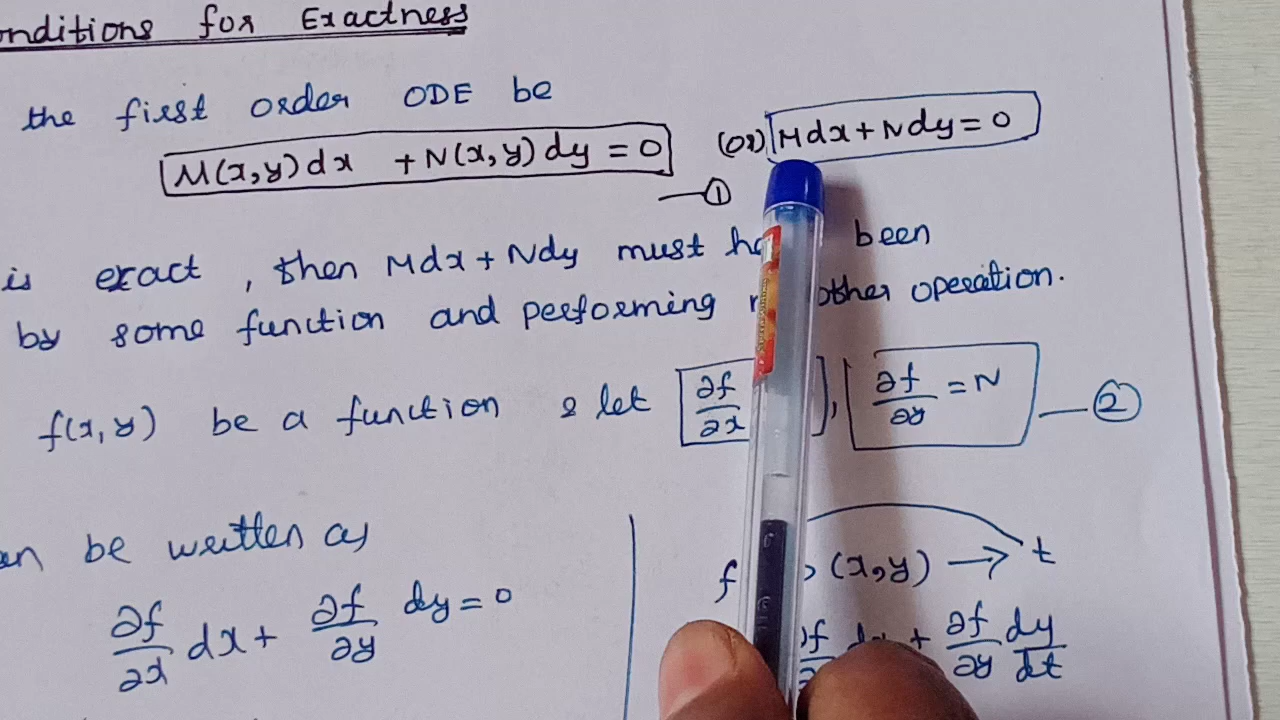 onditions for Exactness
the first order ODE be
M(x,y)dx + N(x,y)dy = 0 (or) Mdx + Ndy = 0
—①
is exact, then Mdx + Ndy must been
by some function and performing other operation.
f(x,y) be a function & let ∂f/∂x , ∂f/∂y = N —②
en be written as
∂f/∂x dx + ∂f/∂y dy = 0
f (x,y) → t
∂f + ∂f/∂y dy/dt